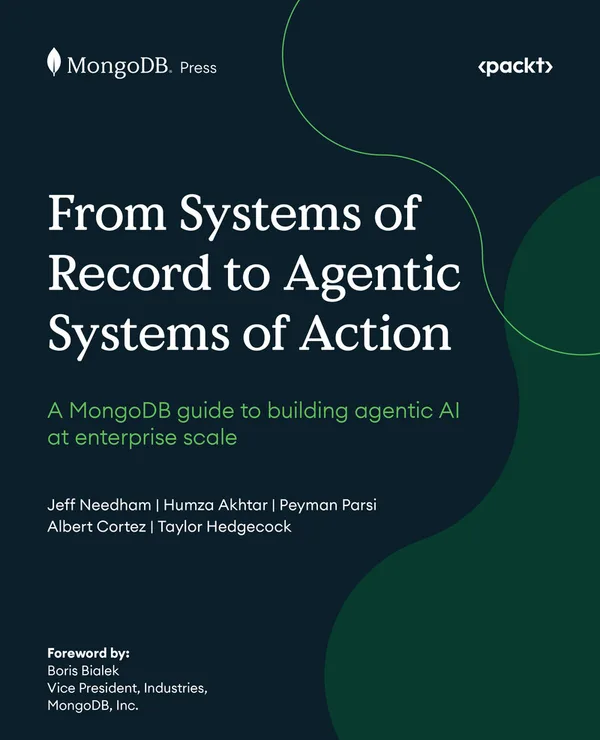 MongoDB. Press
<packt>
From Systems of
Record to Agentic
Systems of Action
A MongoDB guide to building agentic AI
at enterprise scale
Jeff Needham | Humza Akhtar | Peyman Parsi
Albert Cortez | Taylor Hedgecock
Foreword by:
Boris Bialek
Vice President, Industries,
MongoDB, Inc.